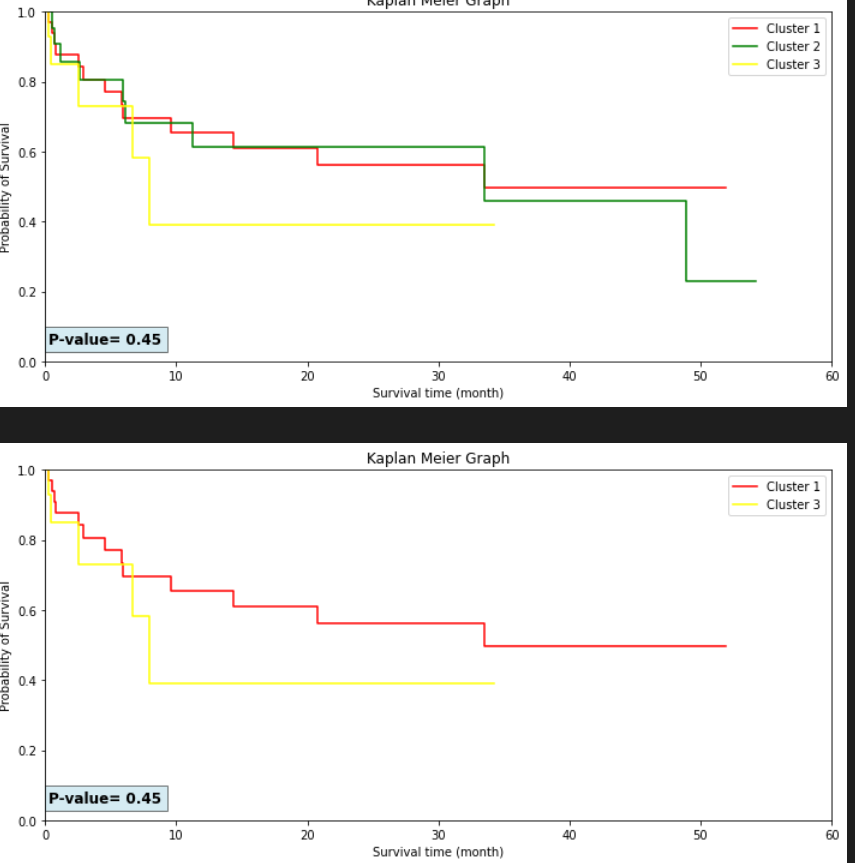 Kaplan Meier Graph
1.0
Cluster 1
Cluster 2
Cluster 3
0.8
0.6
0.4
0.2
0.0
Probability of Survival
P-value= 0.45
0 10 20 30 40 50 60
Survival time (month)
Kaplan Meier Graph
1.0
Cluster 1
Cluster 3
0.8
0.6
0.4
0.2
0.0
Probability of Survival
P-value= 0.45
0 10 20 30 40 50 60
Survival time (month)